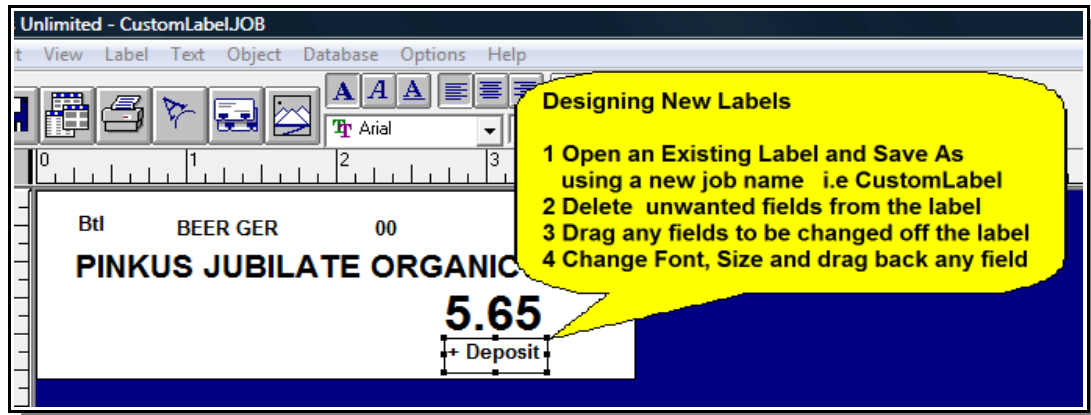 Unlimited - CustomLabel.JOB
View Label Text Object Database Options Help
A A A
Arial
0 1 2 3
Designing New Labels
1 Open an Existing Label and Save As
using a new job name i.e CustomLabel
2 Delete unwanted fields from the label
3 Drag any fields to be changed off the label
4 Change Font, Size and drag back any field
Btl BEER GER 00
PINKUS JUBILATE ORGANIC
5.65
+ Deposit